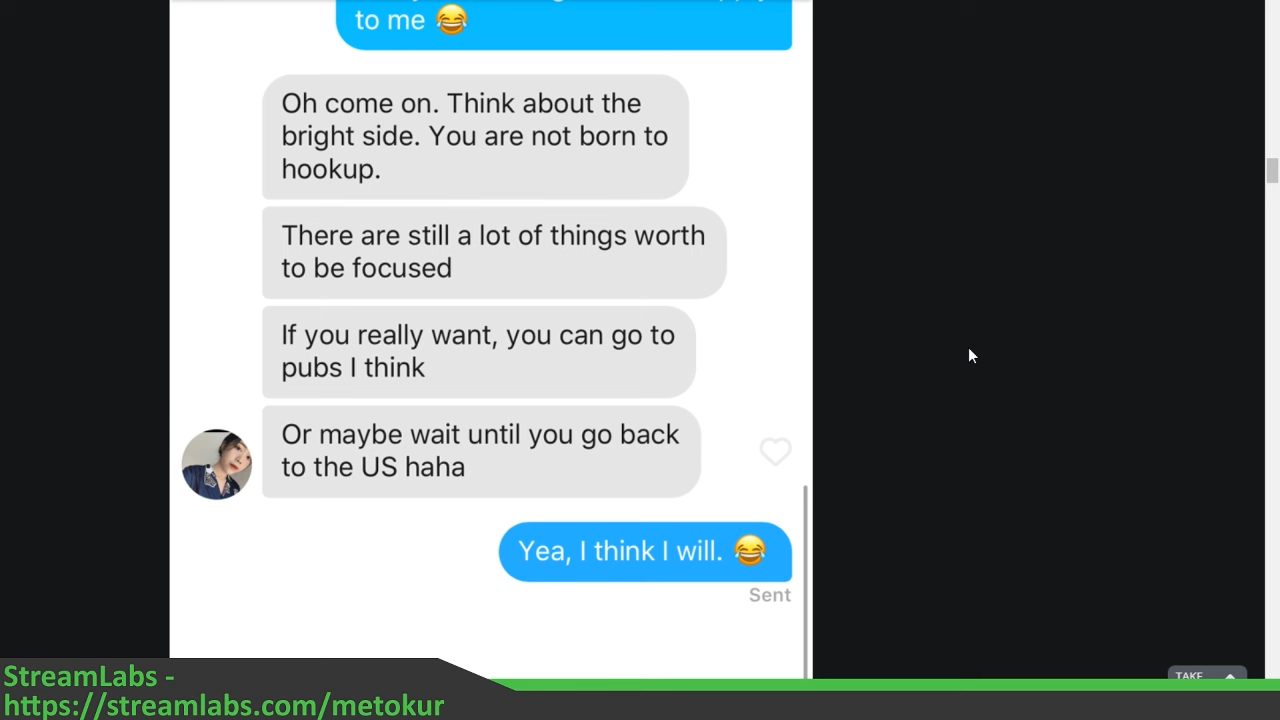 to me 😂
Oh come on. Think about the
bright side. You are not born to
hookup.
There are still a lot of things worth
to be focused
If you really want, you can go to
pubs I think
Or maybe wait until you go back
to the US haha
Yea, I think I will. 😂
Sent
TAKE
StreamLabs -
https://streamlabs.com/metokur